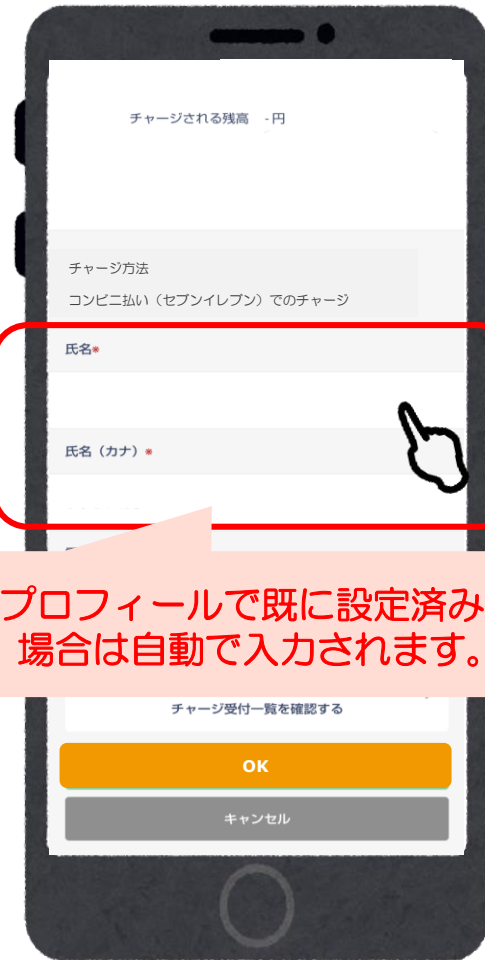 チャージされる残高 -円
チャージ方法
コンビニ払い（セブンイレブン）でのチャージ
氏名*
氏名（カナ）*
プロフィールで既に設定済み
場合は自動で入力されます。
チャージ受付一覧を確認する
OK
キャンセル